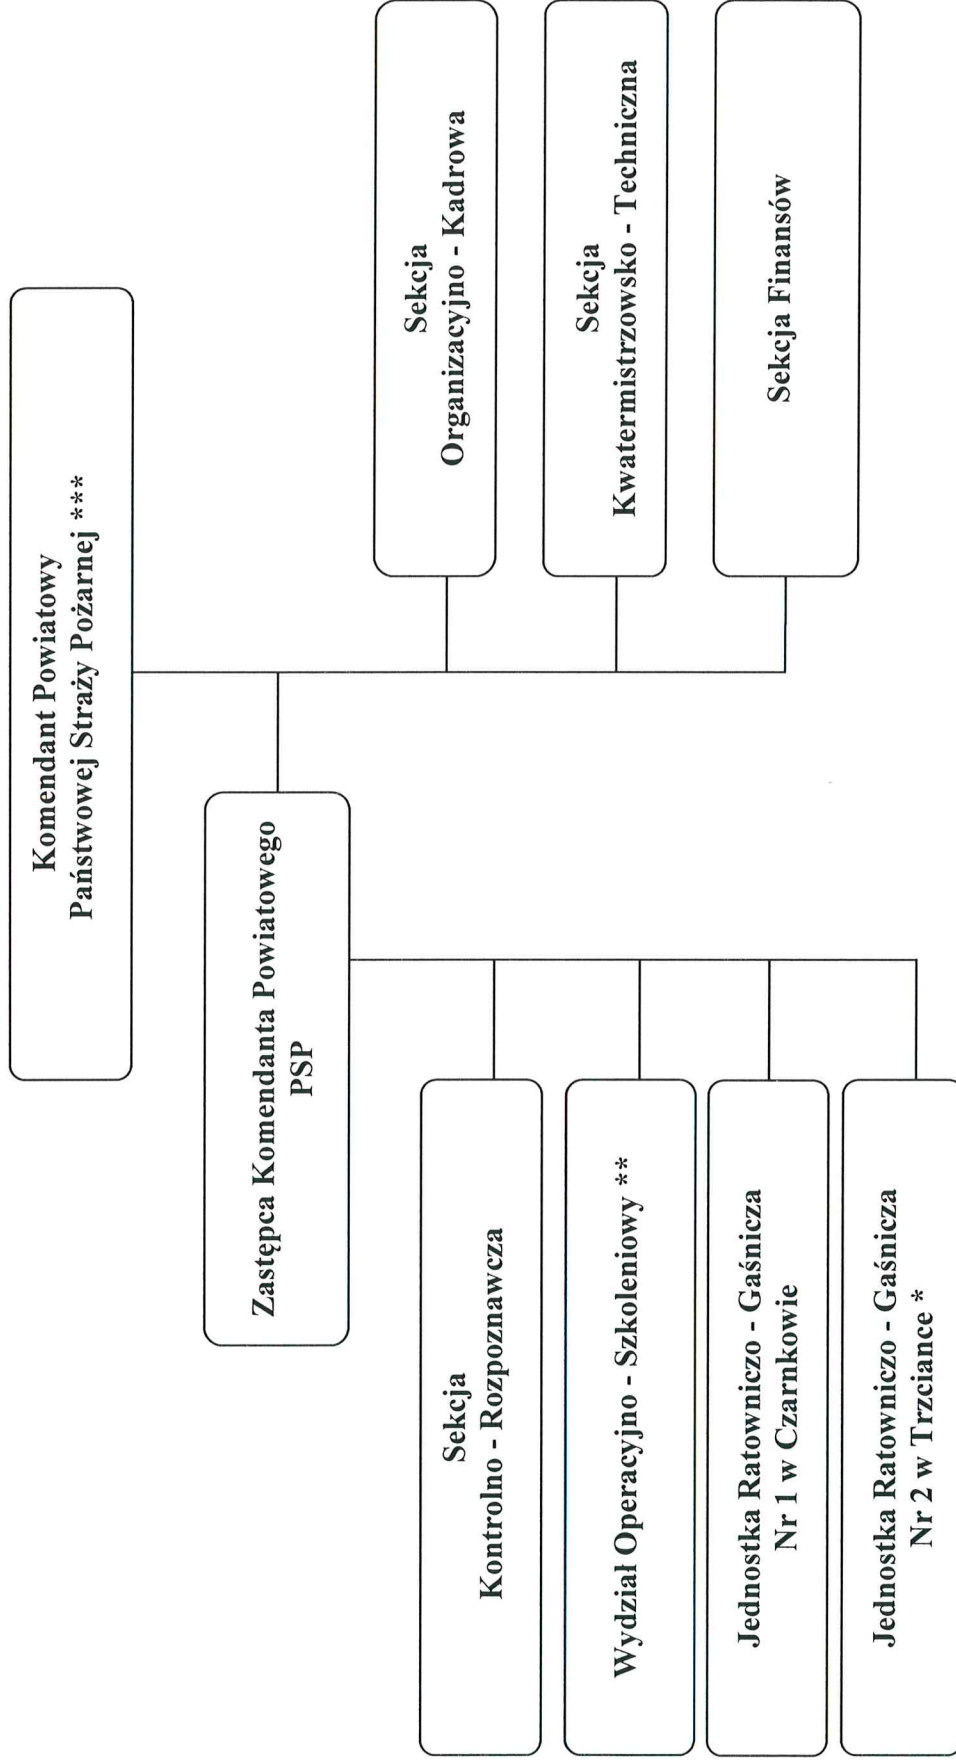 Komendant Powiatowy
Państwowej Straży Pożarnej ***
Zastępca Komendanta Powiatowego
PSP
Sekcja
Kontrolno - Rozpoznawcza
Wydział Operacyjno - Szkoleniowy **
Jednostka Ratowniczo - Gaśnicza
Nr 1 w Czarnkowie
Jednostka Ratowniczo - Gaśnicza
Nr 2 w Trzciance *
Sekcja
Organizacyjno - Kadrowa
Sekcja
Kwatermistrzowsko - Techniczna
Sekcja Finansów